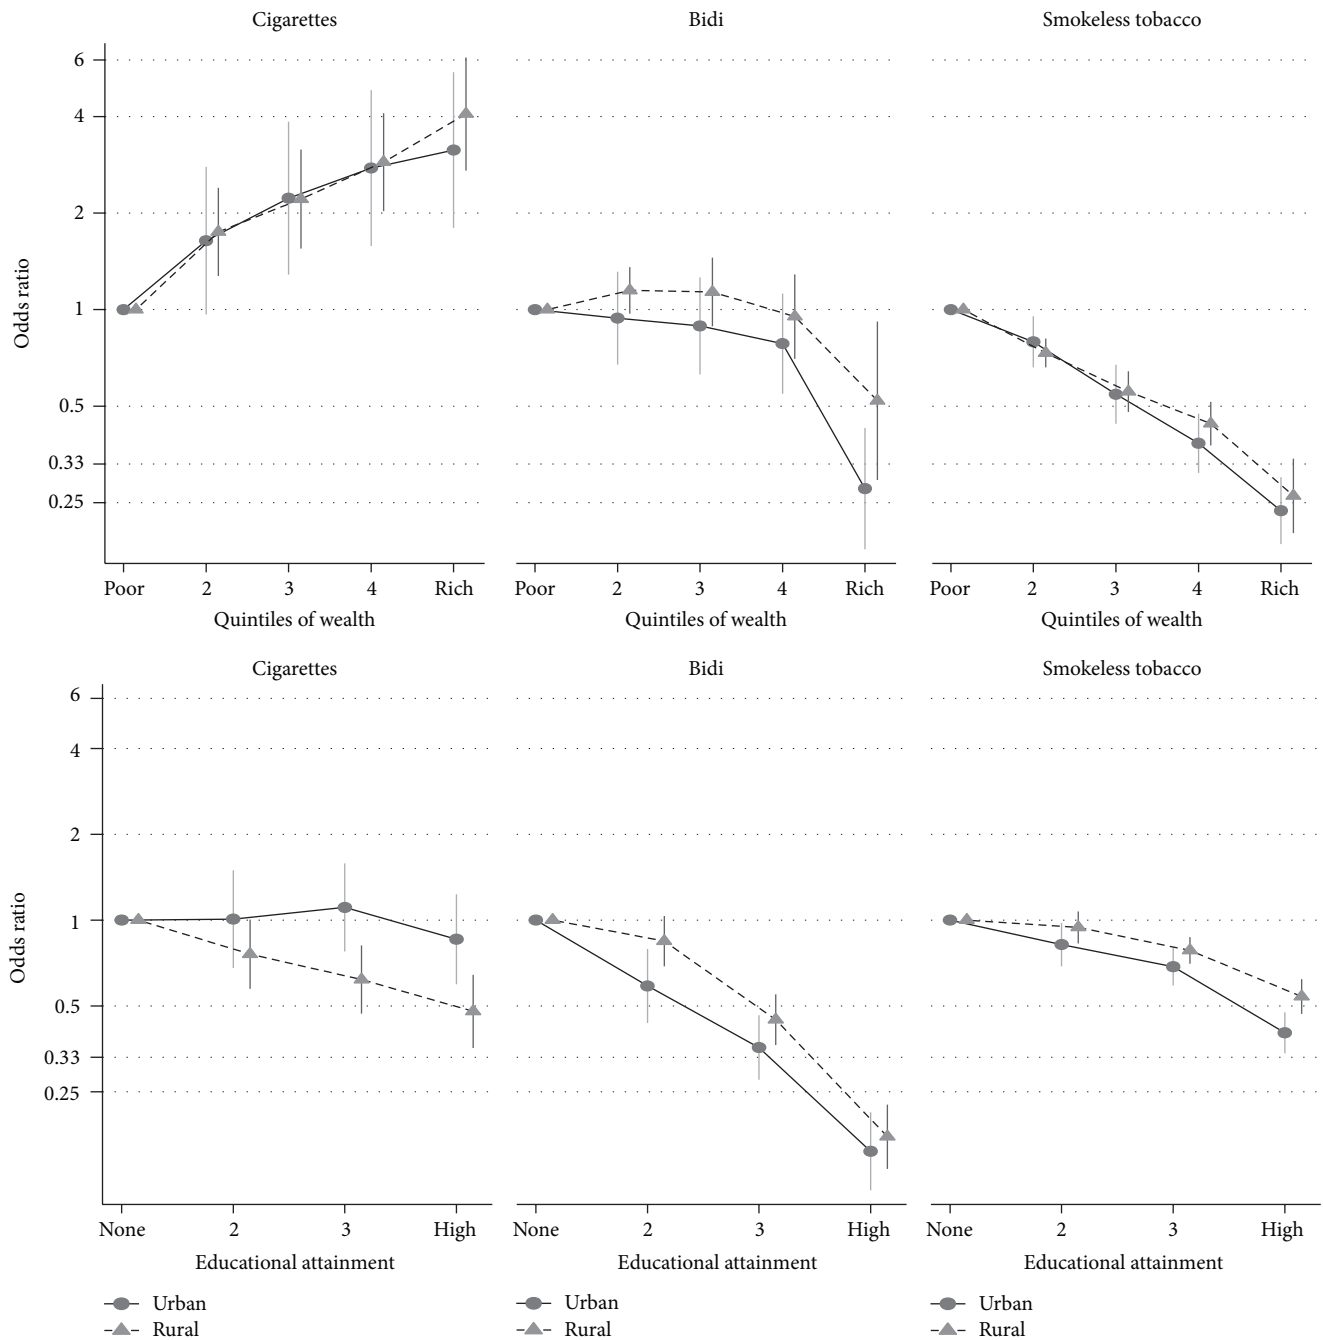 Cigarettes Bidi Smokeless tobacco
6
4
2
1
0.5
0.33
0.25
Odds ratio
Poor 2 3 4 Rich Poor 2 3 4 Rich Poor 2 3 4 Rich
Quintiles of wealth Quintiles of wealth Quintiles of wealth
Cigarettes Bidi Smokeless tobacco
6
4
2
1
0.5
0.33
0.25
Odds ratio
None 2 3 High None 2 3 High None 2 3 High
Educational attainment Educational attainment Educational attainment
Urban Urban Urban
Rural Rural Rural